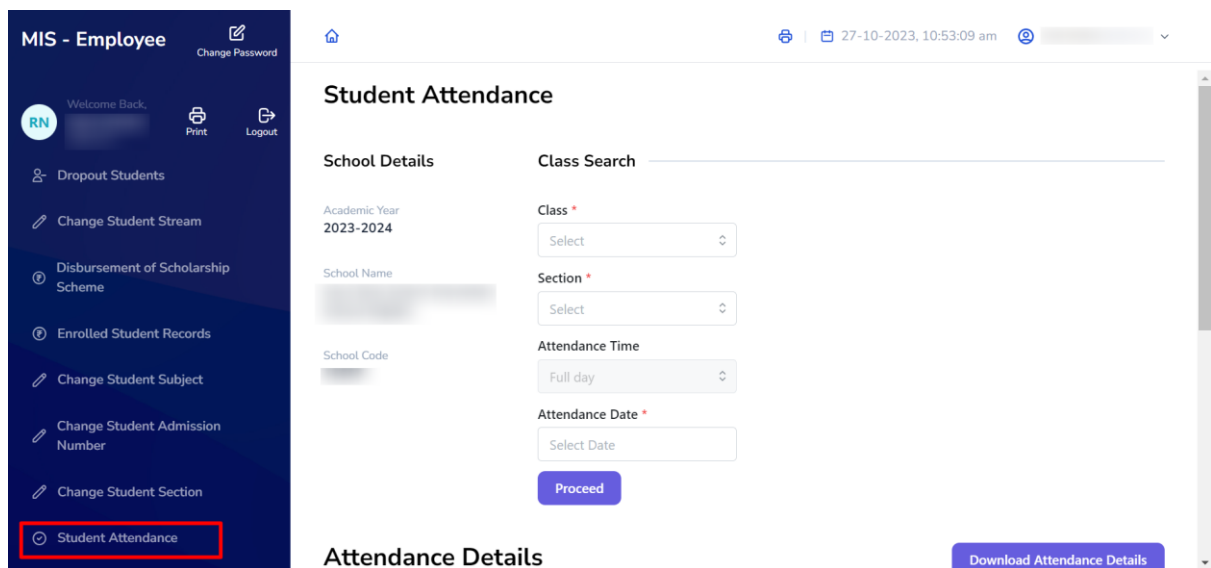 MIS - Employee
Change Password
27-10-2023, 10:53:09 am
RN
Welcome Back,
Print
Logout
Dropout Students
Change Student Stream
Disbursement of Scholarship
Scheme
Enrolled Student Records
Change Student Subject
Change Student Admission
Number
Change Student Section
Student Attendance
Student Attendance
School Details
Academic Year
2023-2024
School Name
School Code
Class Search
Class *
Select
Section *
Select
Attendance Time
Full day
Attendance Date *
Select Date
Proceed
Attendance Details
Download Attendance Details